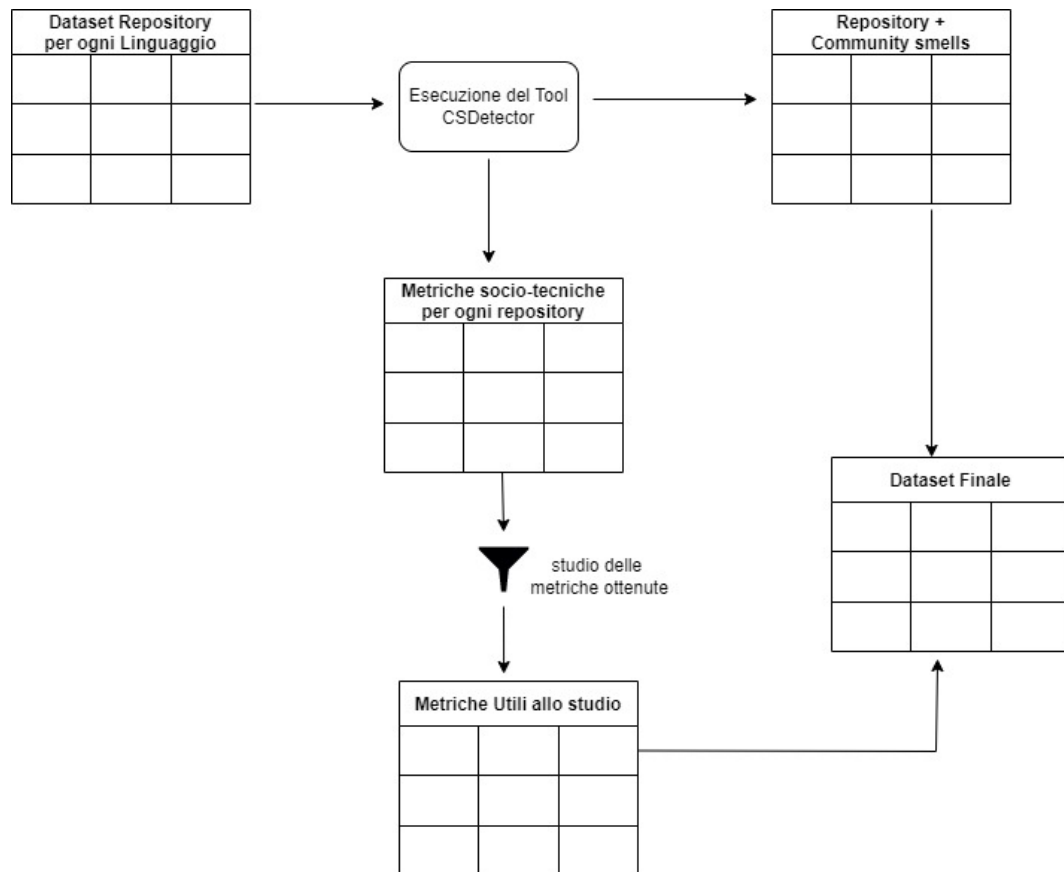 Dataset Repository
per ogni Linguaggio
Esecuzione del Tool
CSDetector
Repository +
Community smells
Metriche socio-tecniche
per ogni repository
studio delle
metriche ottenute
Dataset Finale
Metriche Utili allo studio